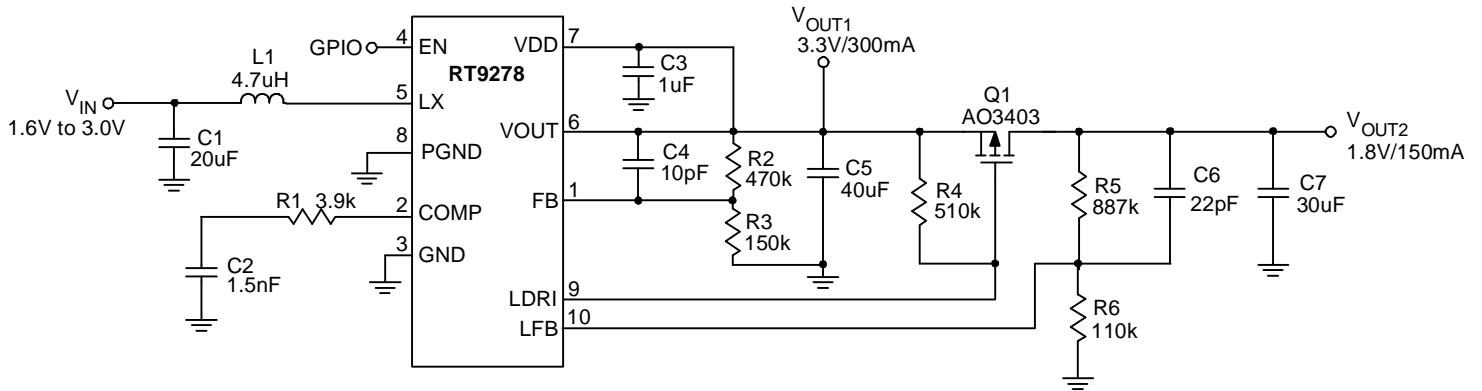 GPIO
4
EN
VDD
7
RT9278
L1
4.7uH
V_IN
1.6V to 3.0V
5
LX
C1
20uF
8
PGND
R1 3.9k
2
COMP
3
GND
C2
1.5nF
VOUT
6
FB
1
LDRI
9
LFB
10
C3
1uF
C4
10pF
R2
470k
R3
150k
V_OUT1
3.3V/300mA
C5
40uF
R4
510k
Q1
AO3403
R5
887k
C6
22pF
C7
30uF
R6
110k
V_OUT2
1.8V/150mA